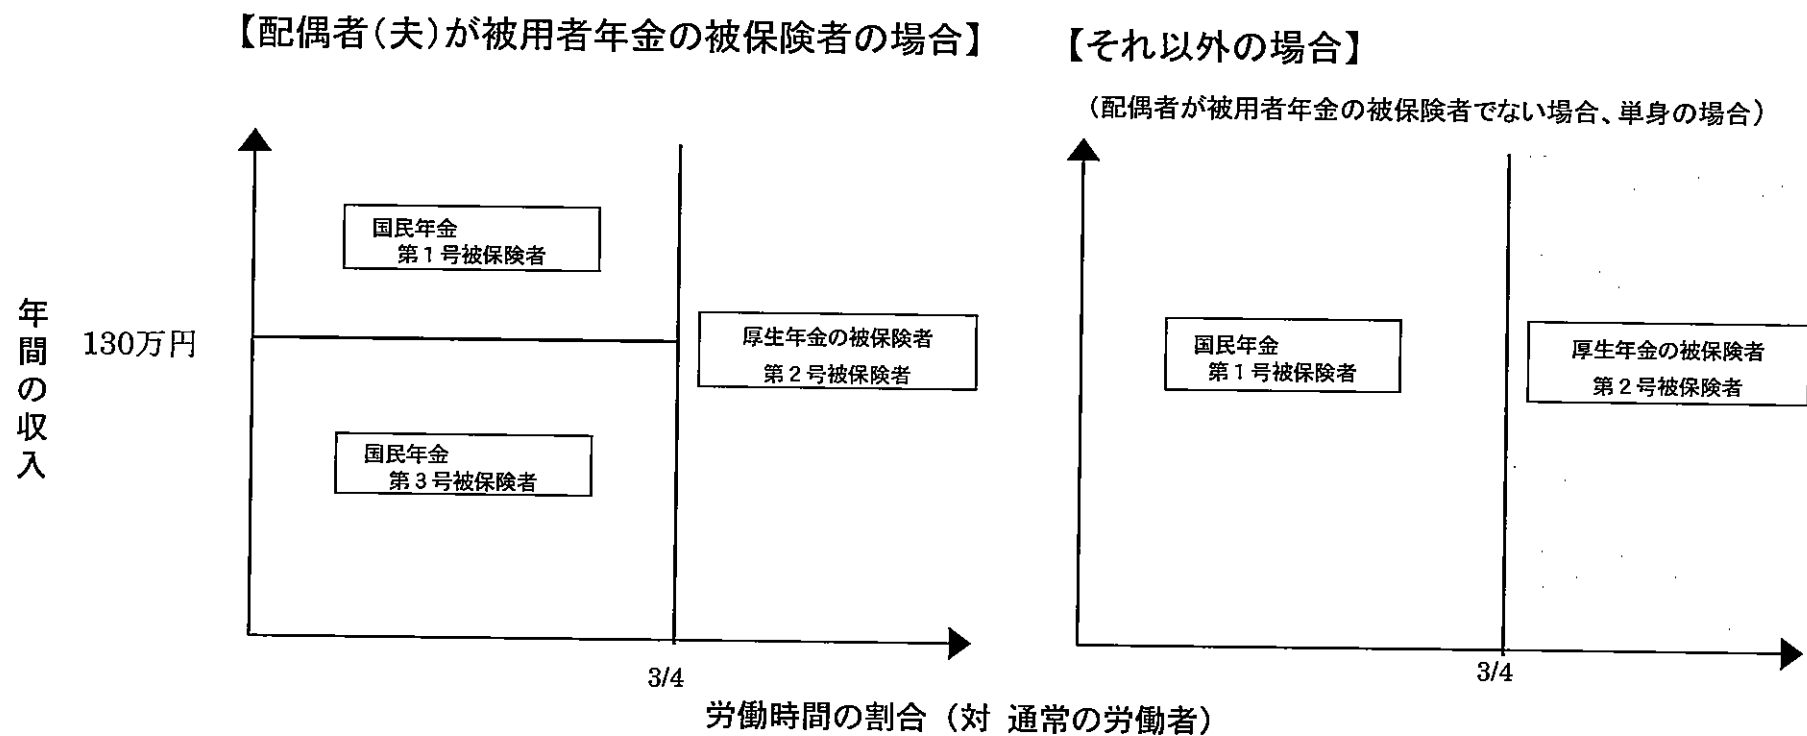 【配偶者(夫)が被用者年金の被保険者の場合】
【それ以外の場合】
(配偶者が被用者年金の被保険者でない場合、単身の場合)
年間の収入
130万円
国民年金
第1号被保険者
厚生年金の被保険者
第2号被保険者
国民年金
第3号被保険者
3/4
国民年金
第1号被保険者
厚生年金の被保険者
第2号被保険者
3/4
労働時間の割合(対 通常の労働者)